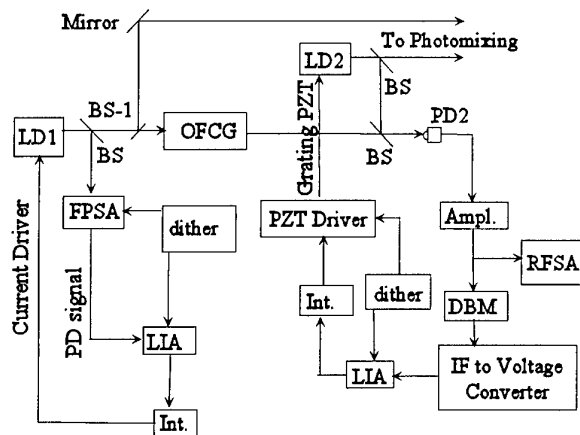 Mirror
To Photomixing
LD2
BS
BS-1
LD1
BS
OFCG
Grating PZT
BS
PD2
FPSA
dither
PZT Driver
Ampl.
RFSA
Current Driver
PD signal
Int.
dither
DBM
LIA
LIA
IF to Voltage
Converter
Int.